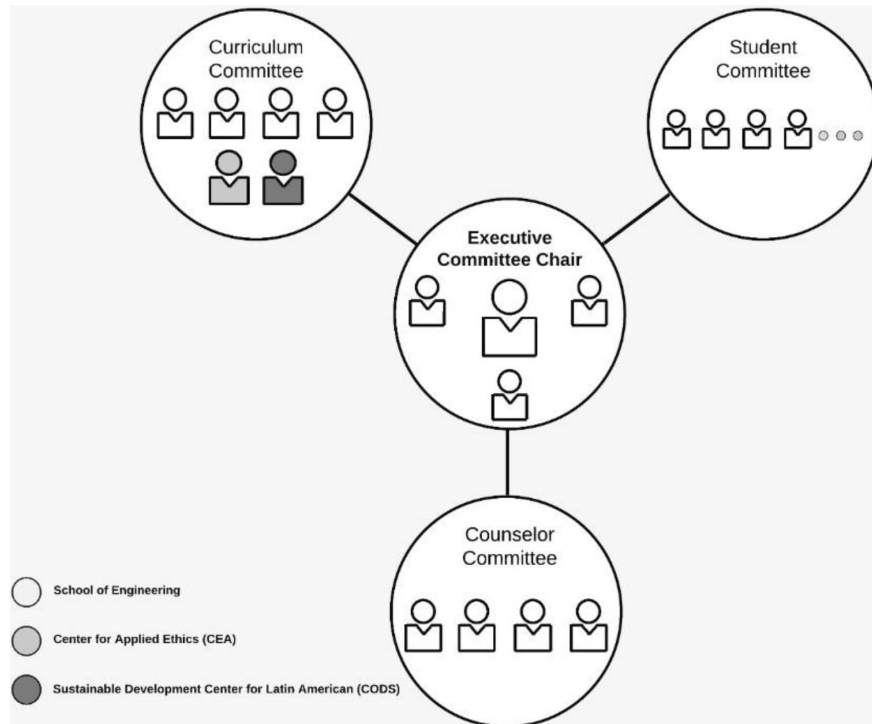 Curriculum
Committee
Student
Committee
Executive
Committee Chair
Counselor
Committee
School of Engineering
Center for Applied Ethics (CEA)
Sustainable Development Center for Latin American (CODS)